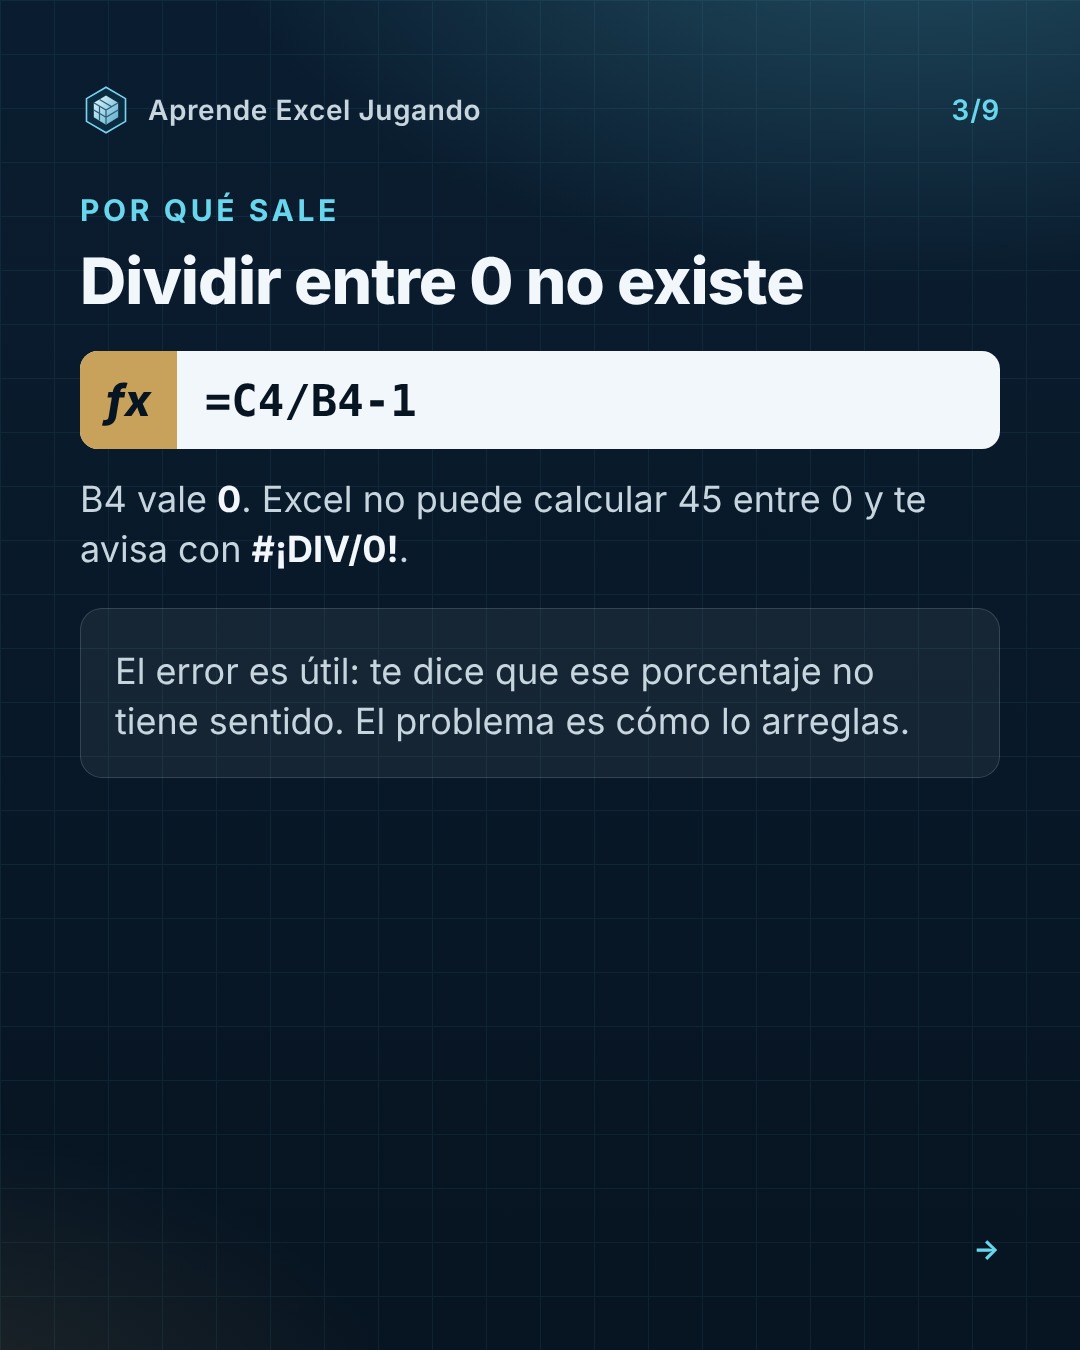 Aprende Excel Jugando
3/9
POR QUÉ SALE
Dividir entre 0 no existe
fx =C4/B4-1
B4 vale 0. Excel no puede calcular 45 entre 0 y te
avisa con #¡DIV/0!.
El error es útil: te dice que ese porcentaje no
tiene sentido. El problema es cómo lo arreglas.
→